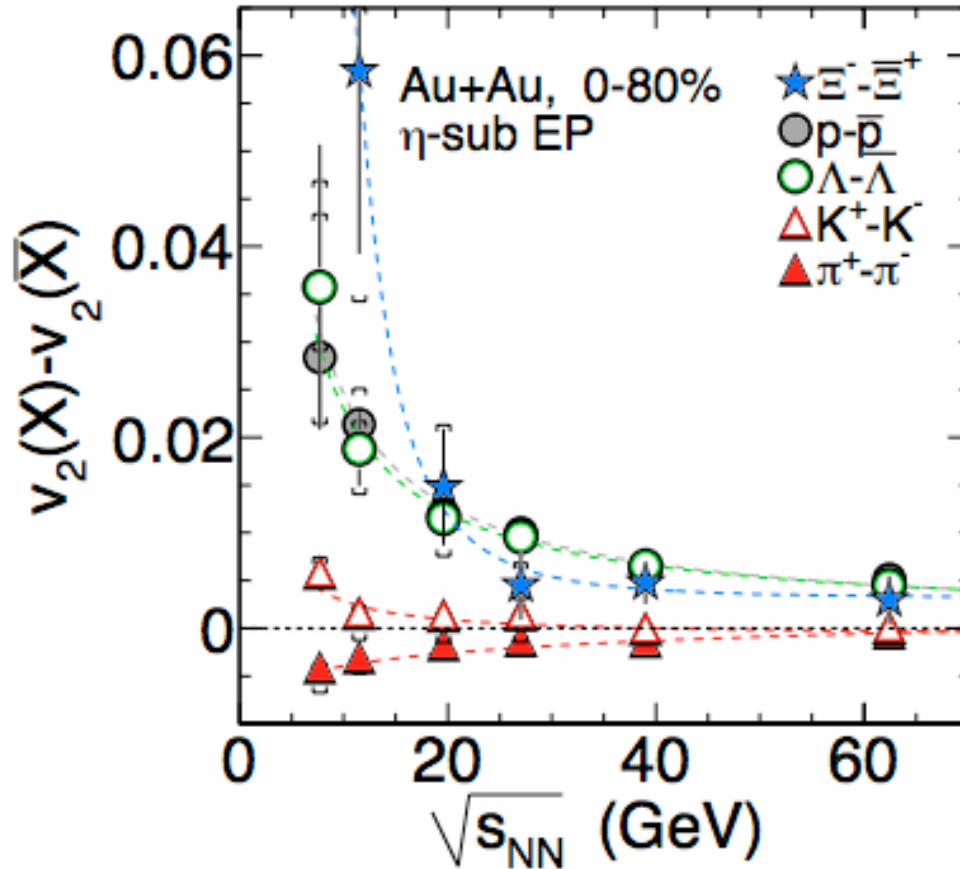 0.06
0.04
0.02
0
v₂(X)-v₂(X̅)
Au+Au, 0-80%
η-sub EP
Ξ⁻-Ξ̅⁺
p-p̅
Λ-Λ̅
K⁺-K⁻
π⁺-π⁻
0 20 40 60
√s_NN (GeV)